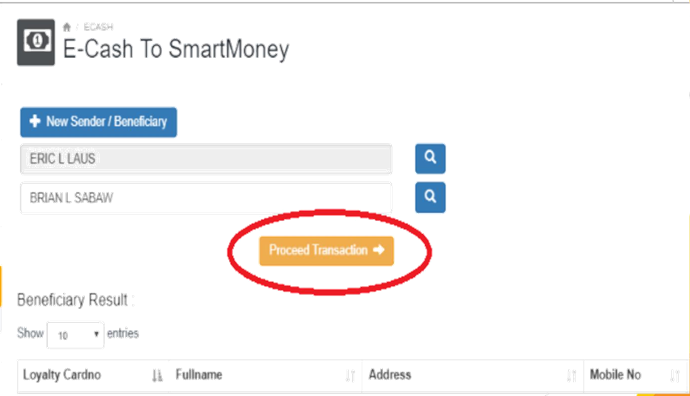 / ECASH
E-Cash To SmartMoney
New Sender / Beneficiary
ERIC L LAUS
BRIAN L SABAW
Proceed Transaction
Beneficiary Result :
Show 10 entries
Loyalty Cardno Fullname Address Mobile No